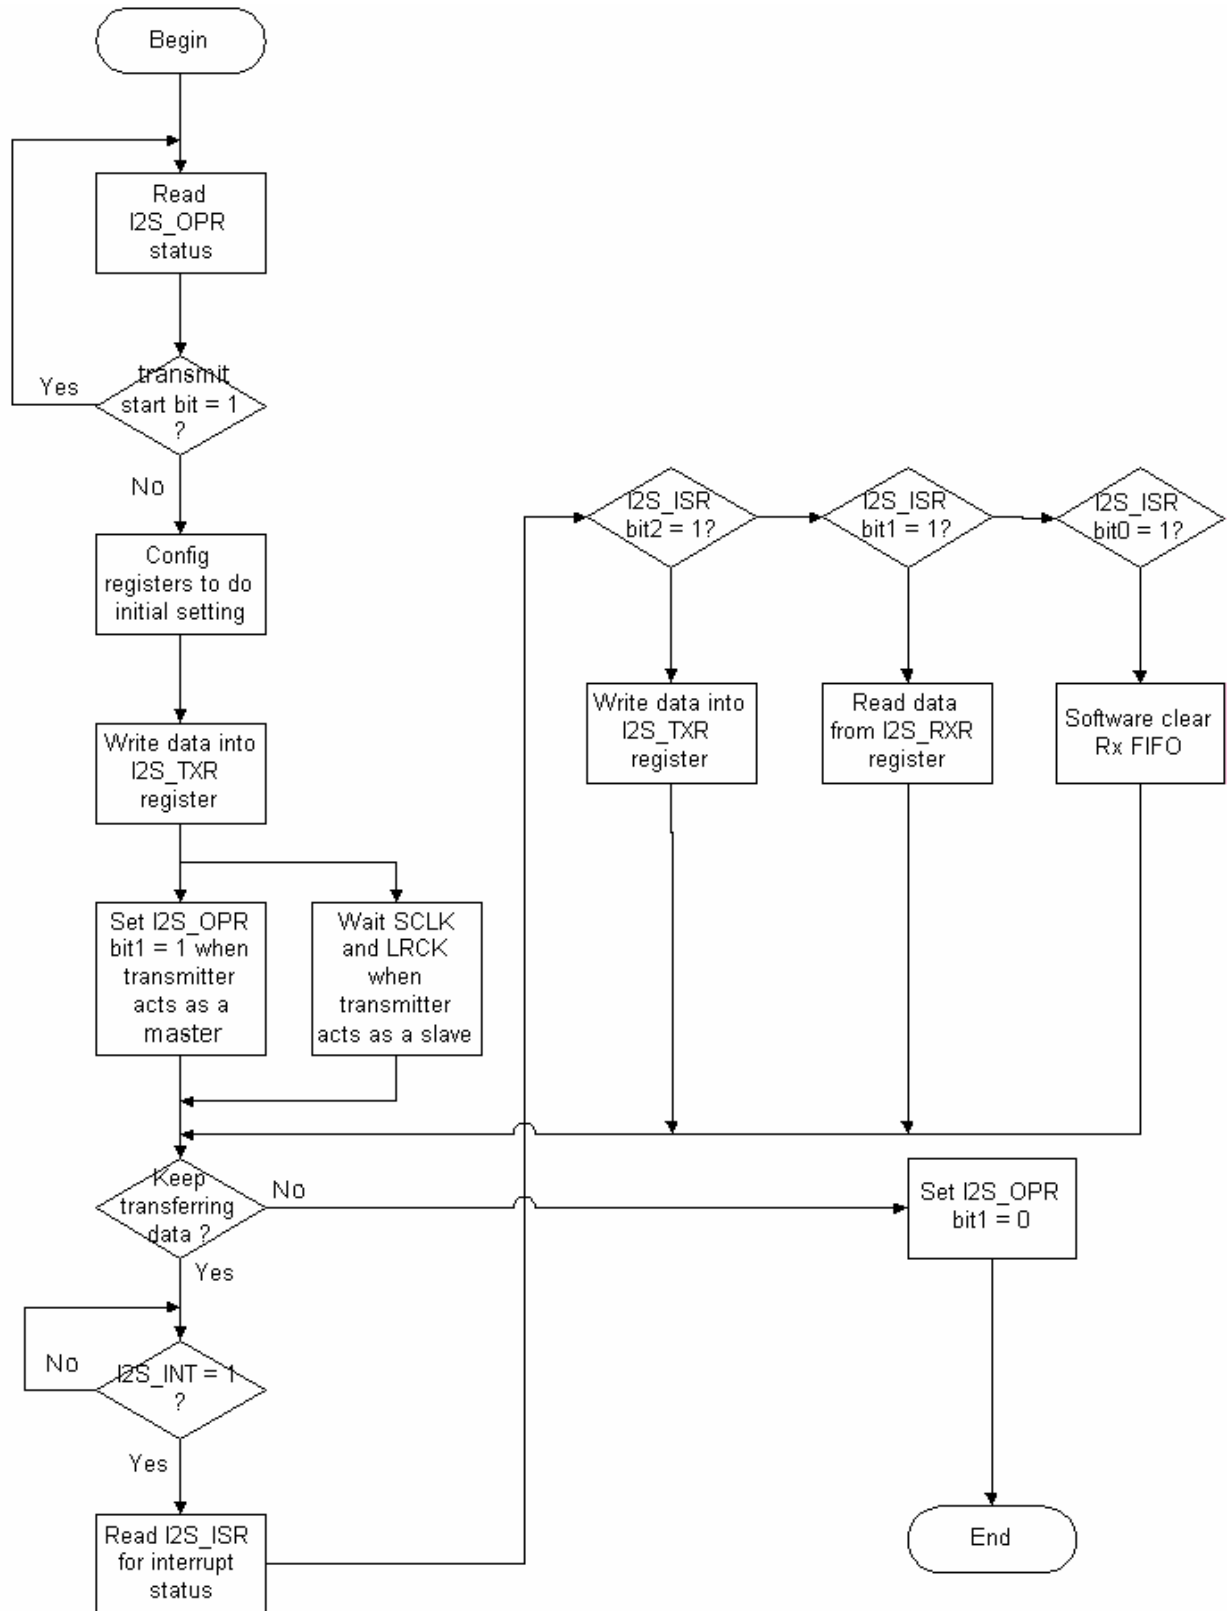 Begin
Read
I2S_OPR
status
transmit
start bit = 1
?
Yes
No
Config
registers to do
initial setting
Write data into
I2S_TXR
register
Set I2S_OPR
bit1 = 1 when
transmitter
acts as a
master
Wait SCLK
and LRCK
when
transmitter
acts as a slave
Keep
transferring
data ?
No
Yes
I2S_INT = 1
?
No
Yes
Read I2S_ISR
for interrupt
status
I2S_ISR
bit2 = 1?
I2S_ISR
bit1 = 1?
I2S_ISR
bit0 = 1?
Write data into
I2S_TXR
register
Read data
from I2S_RXR
register
Software clear
Rx FIFO
Set I2S_OPR
bit1 = 0
End